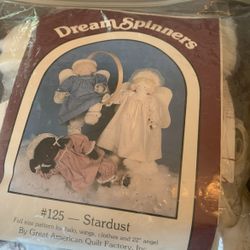 Dream Spinners
#125 — Stardust
Full size pattern for halo, wings, clothes and 22" angel
By Great American Quilt Factory, Inc.